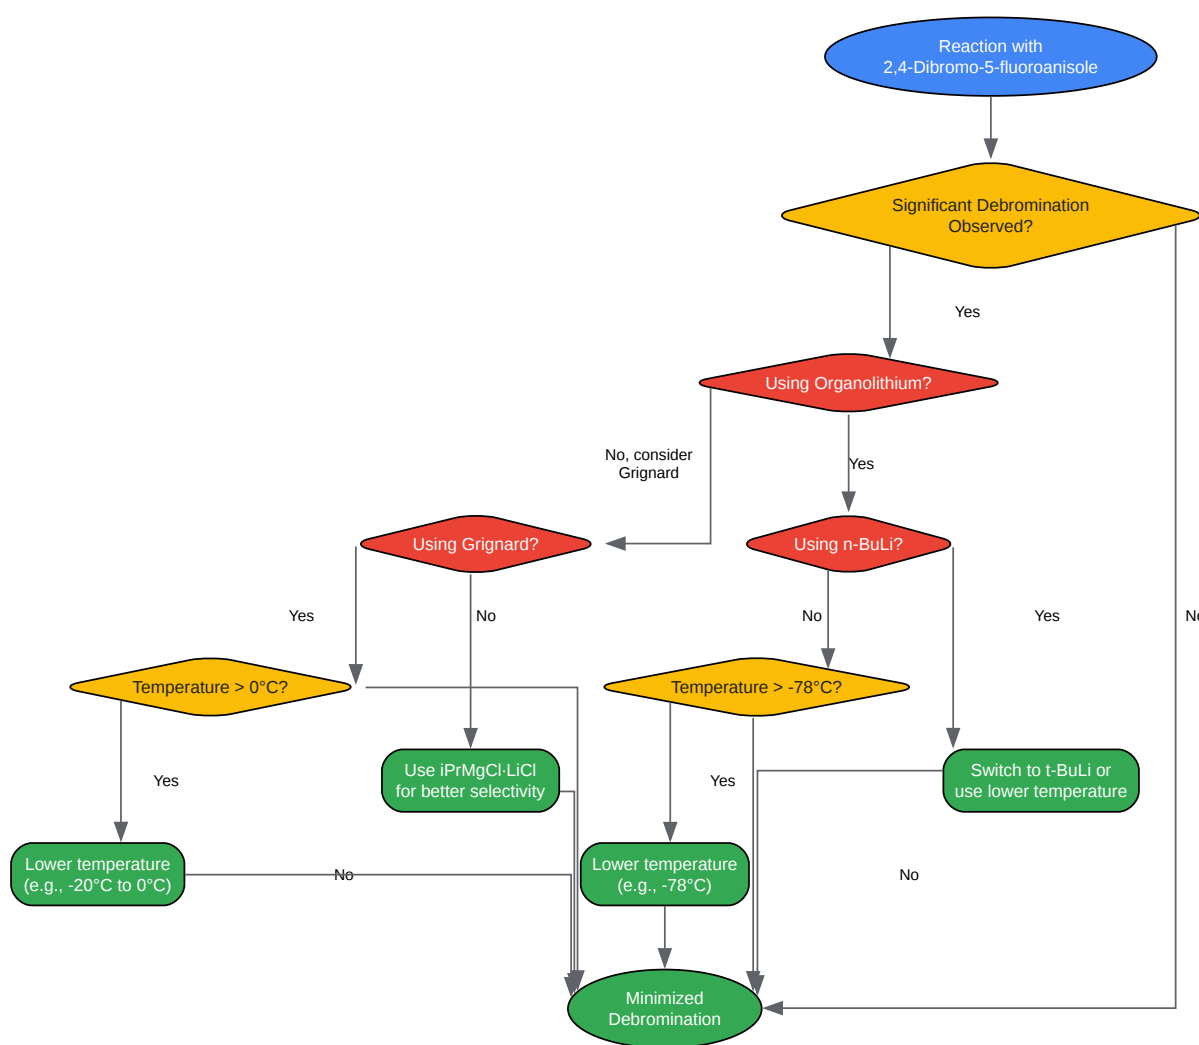 Reaction with
2,4-Dibromo-5-fluoroanisole
Significant Debromination
Observed?
Yes
Using Organolithium?
No, consider
Grignard
Yes
Using Grignard?
Using n-BuLi?
Yes
No
No
Yes
No
Temperature > 0°C?
Temperature > -78°C?
Use iPrMgCl·LiCl
for better selectivity
Switch to t-BuLi or
use lower temperature
Yes
Yes
Lower temperature
(e.g., -20°C to 0°C)
No
Lower temperature
(e.g., -78°C)
No
Minimized
Debromination